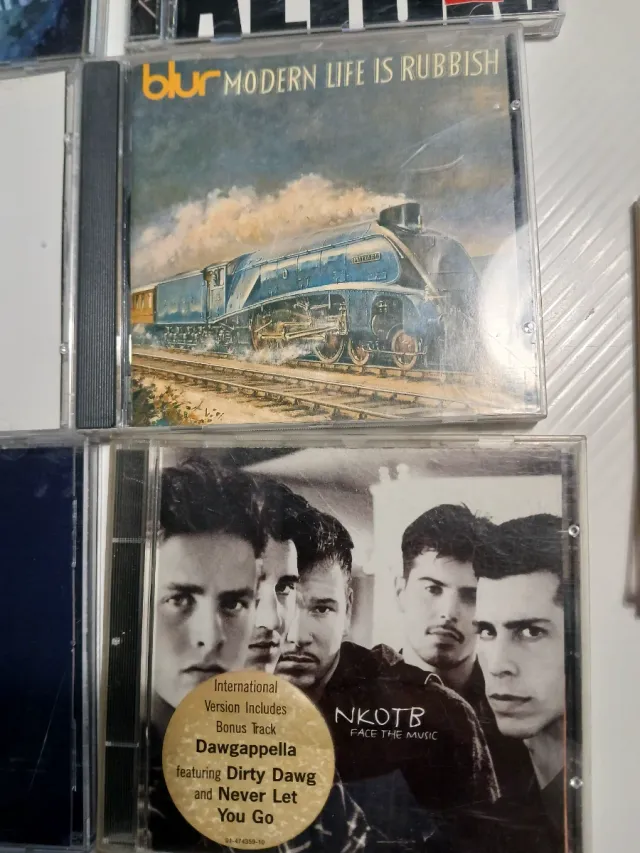 blur MODERN LIFE IS RUBBISH
NKOTB
FACE THE MUSIC
International
Version Includes
Bonus Track
Dawgappella
featuring Dirty Dawg
and Never Let
You Go